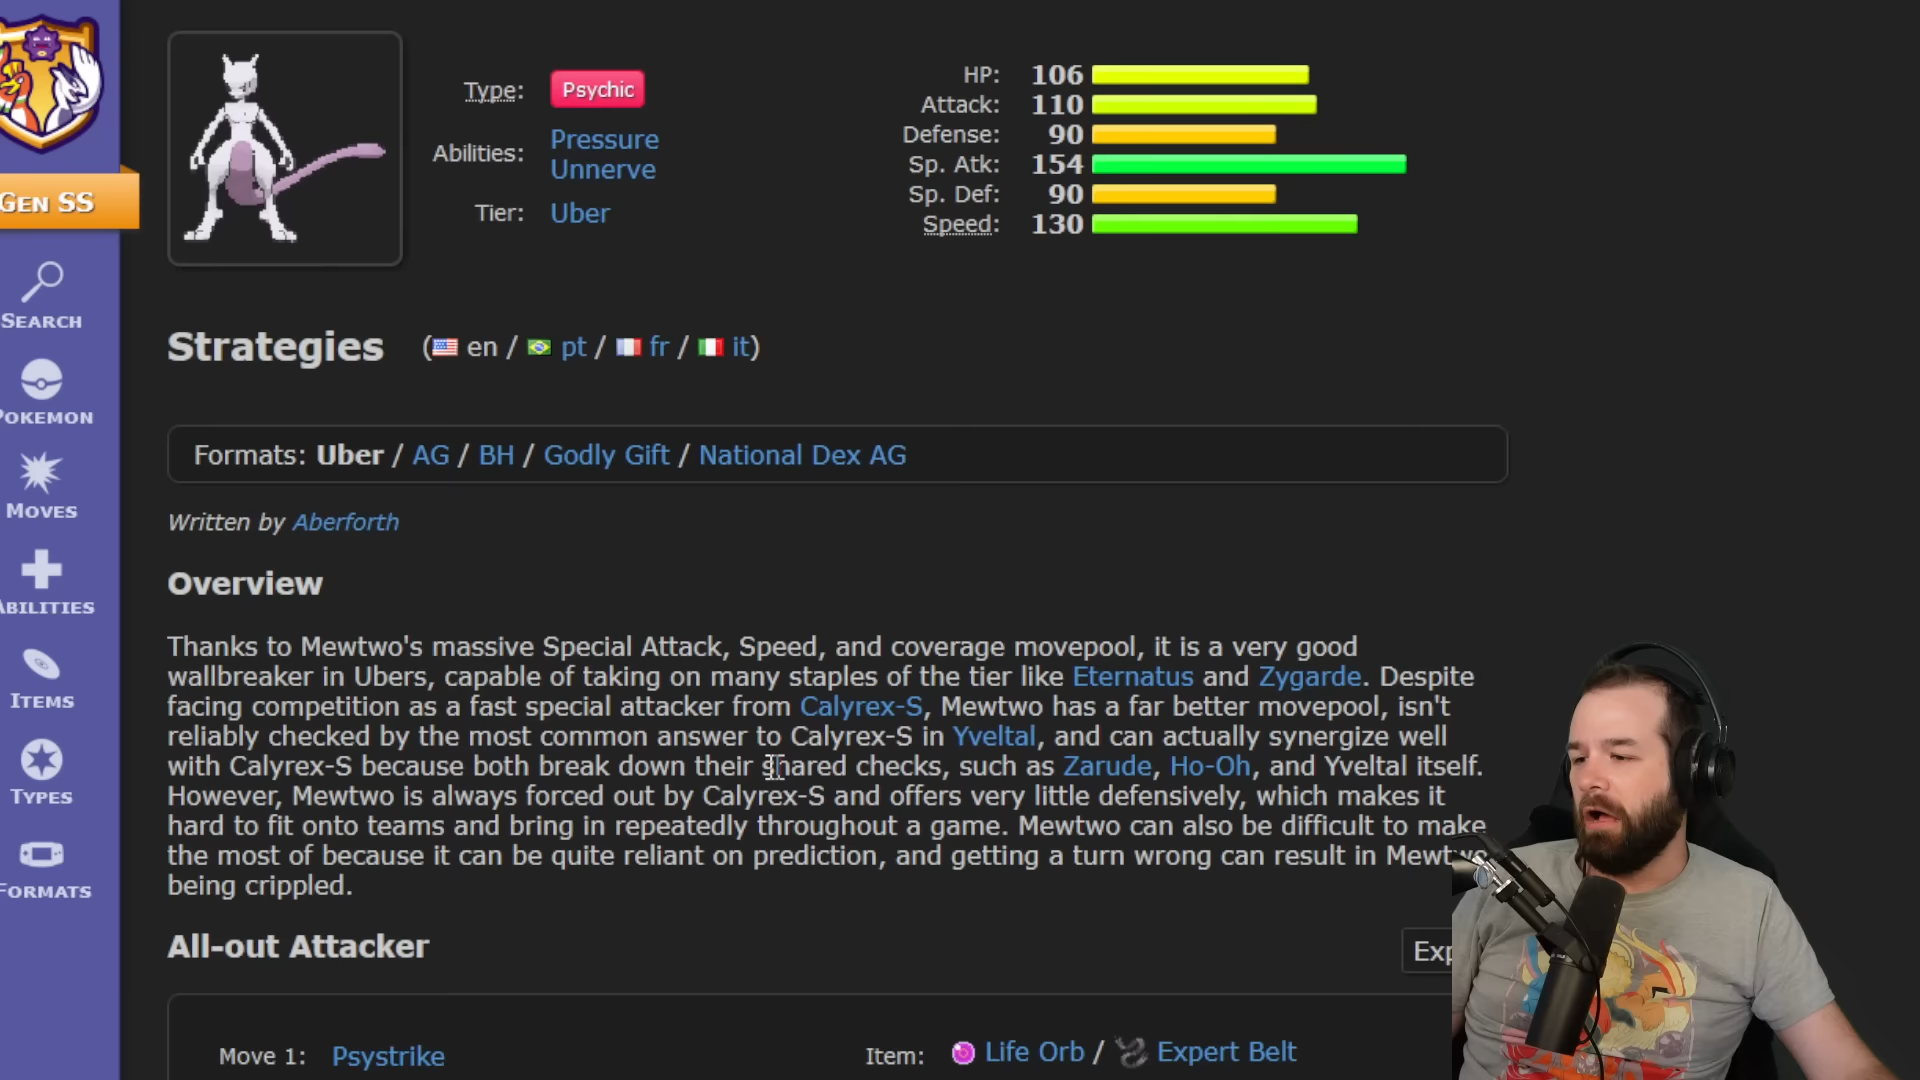 Type: Psychic
Abilities: Pressure
Unnerve
Tier: Uber
HP: 106
Attack: 110
Defense: 90
Sp. Atk: 154
Sp. Def: 90
Speed: 130
GEN SS
SEARCH
POKEMON
MOVES
ABILITIES
ITEMS
TYPES
FORMATS
Strategies (en / pt / fr / it)
Formats: Uber / AG / BH / Godly Gift / National Dex AG
Written by Aberforth
Overview
Thanks to Mewtwo's massive Special Attack, Speed, and coverage movepool, it is a very good
wallbreaker in Ubers, capable of taking on many staples of the tier like Eternatus and Zygarde. Despite
facing competition as a fast special attacker from Calyrex-S, Mewtwo has a far better movepool, isn't
reliably checked by the most common answer to Calyrex-S in Yveltal, and can actually synergize well
with Calyrex-S because both break down their shared checks, such as Zarude, Ho-Oh, and Yveltal itself.
However, Mewtwo is always forced out by Calyrex-S and offers very little defensively, which makes it
hard to fit onto teams and bring in repeatedly throughout a game. Mewtwo can also be difficult to make
the most of because it can be quite reliant on prediction, and getting a turn wrong can result in Mewtwo
being crippled.
All-out Attacker
Exp
Move 1: Psystrike
Item: Life Orb / Expert Belt